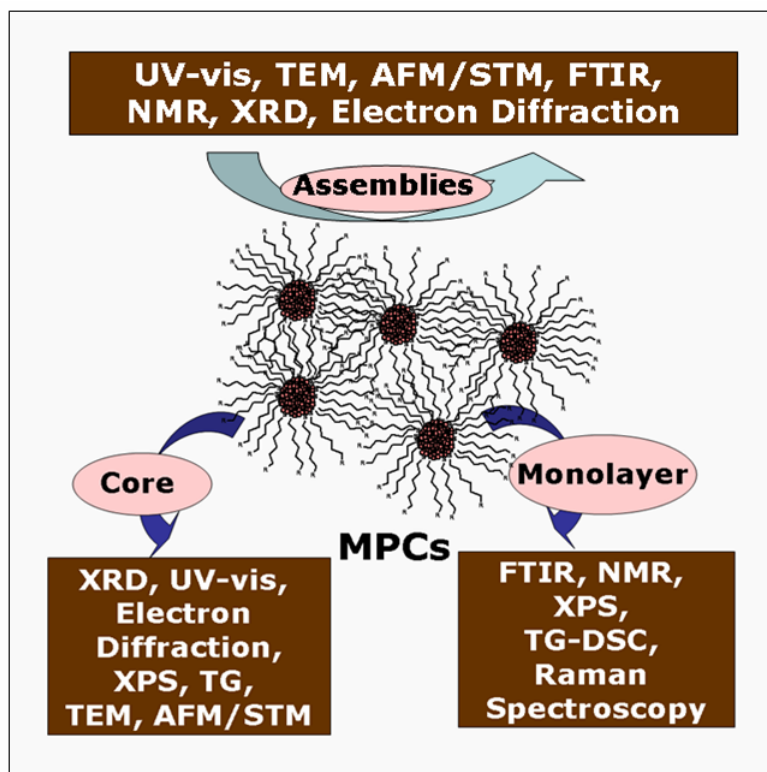 UV-vis, TEM, AFM/STM, FTIR,
NMR, XRD, Electron Diffraction
Assemblies
Core
Monolayer
MPCs
XRD, UV-vis,
Electron
Diffraction,
XPS, TG,
TEM, AFM/STM
FTIR, NMR,
XPS,
TG-DSC,
Raman
Spectroscopy